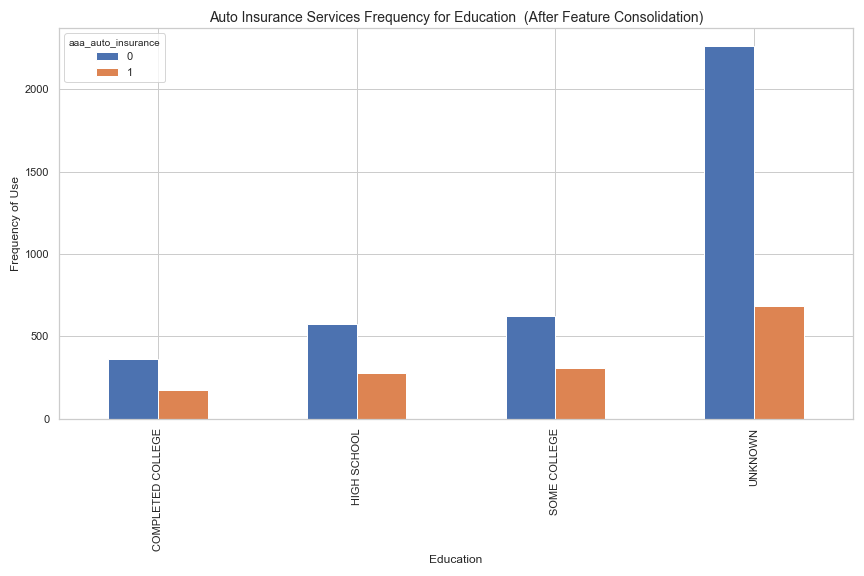 Auto Insurance Services Frequency for Education  (After Feature Consolidation)
aaa_auto_insurance
0
1
Frequency of Use
2000
1500
1000
500
0
COMPLETED COLLEGE
HIGH SCHOOL
SOME COLLEGE
UNKNOWN
Education